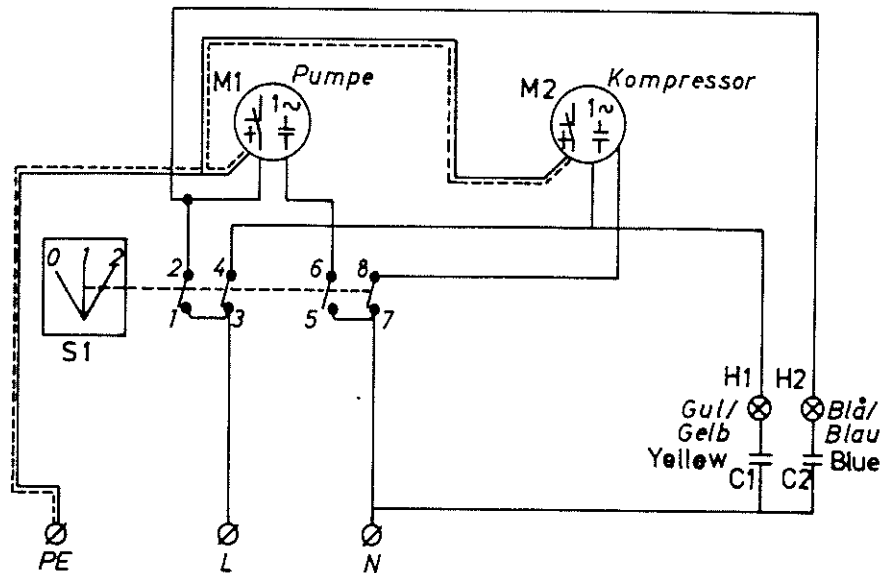 M1
Pumpe
1~
M2
Kompressor
1~
0 1 2
S1
2 4 6 8
1 3 5 7
H1 H2
Gul/
Gelb
Yellow
Blå/
Blau
Blue
C1 C2
PE L N